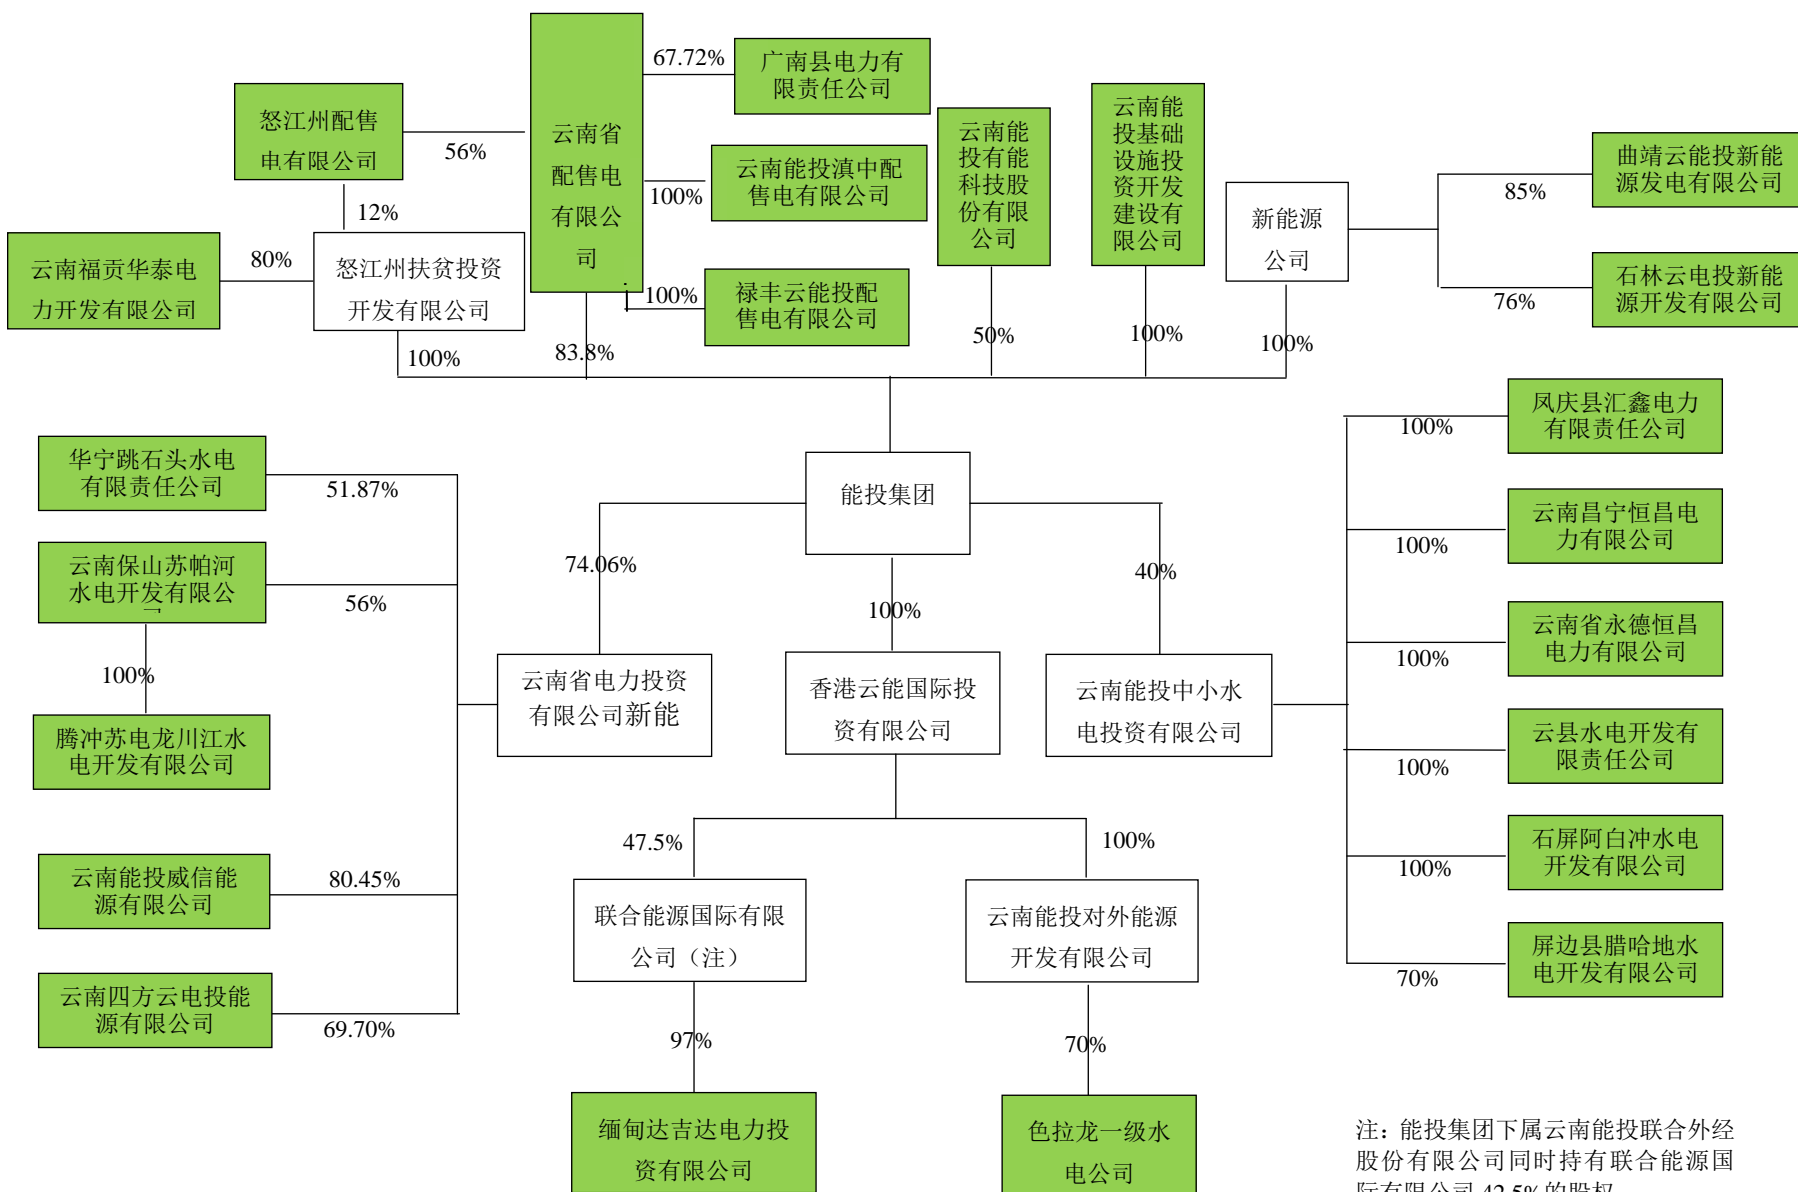 67.72%
广南县电力有
限责任公司
怒江州配售
电有限公司
56%
云南省
配售电
有限公
司
100%
云南能投滇中配
售电有限公司
云南能
投有能
科技股
份有限
公司
云南能
投基础
设施投
资开发
建设有
限公司
新能源
公司
85%
曲靖云能投新能
源发电有限公司
12%
云南福贡华泰电
力开发有限公司
80%
怒江州扶贫投资
开发有限公司
100%
禄丰云能投配
售电有限公司
76%
石林云电投新能
源开发有限公司
100%
83.8%
50%
100%
100%
能投集团
华宁跳石头水电
有限责任公司
51.87%
云南保山苏帕河
水电开发有限公
56%
100%
腾冲苏电龙川江水
电开发有限公司
云南能投威信能
源有限公司
80.45%
云南四方云电投能
源有限公司
69.70%
74.06%
100%
40%
云南省电力投资
有限公司新能
香港云能国际投
资有限公司
云南能投中小水
电投资有限公司
100%
凤庆县汇鑫电力
有限责任公司
100%
云南昌宁恒昌电
力有限公司
100%
云南省永德恒昌
电力有限公司
100%
云县水电开发有
限责任公司
100%
石屏阿白冲水电
开发有限公司
70%
屏边县腊哈地水
电开发有限公司
47.5%
100%
联合能源国际有限
公司（注）
云南能投对外能源
开发有限公司
97%
70%
缅甸达吉达电力投
资有限公司
色拉龙一级水
电公司
注：能投集团下属云南能投联合外经
股份有限公司同时持有联合能源国
际有限公司 42.5%的股权